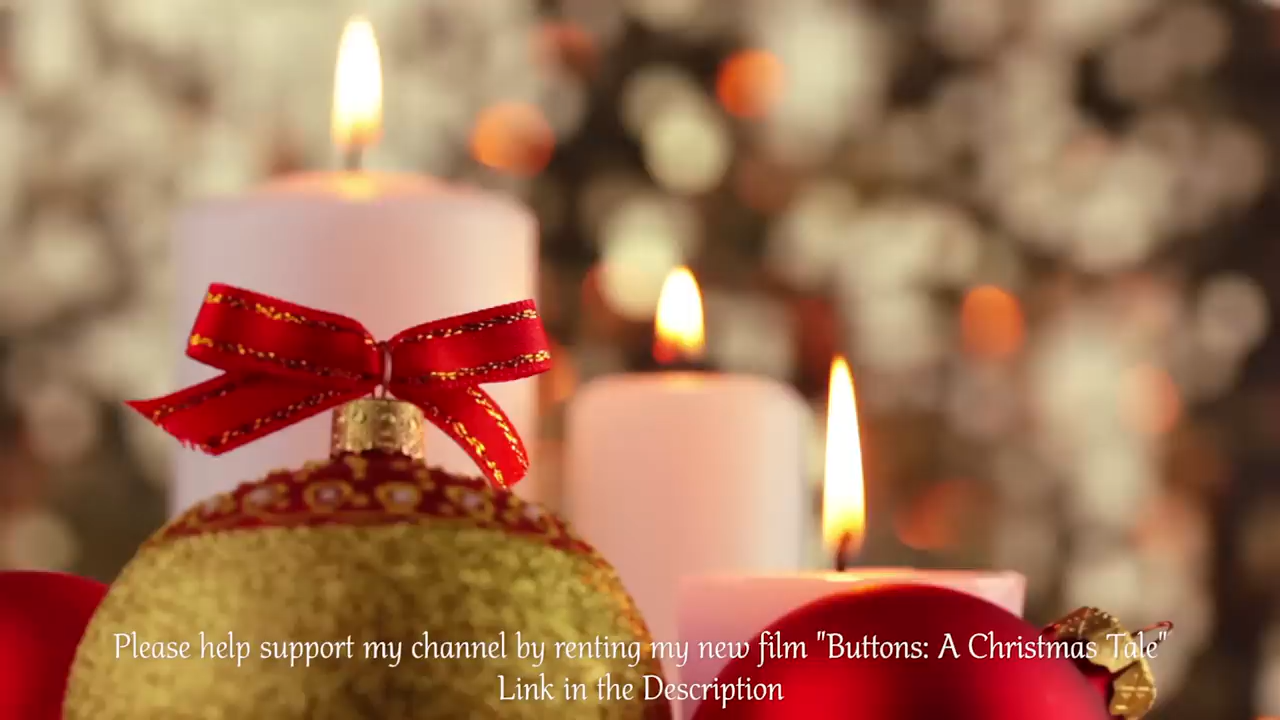 Please help support my channel by renting my new film "Buttons: A Christmas Tale"
Link in the Description